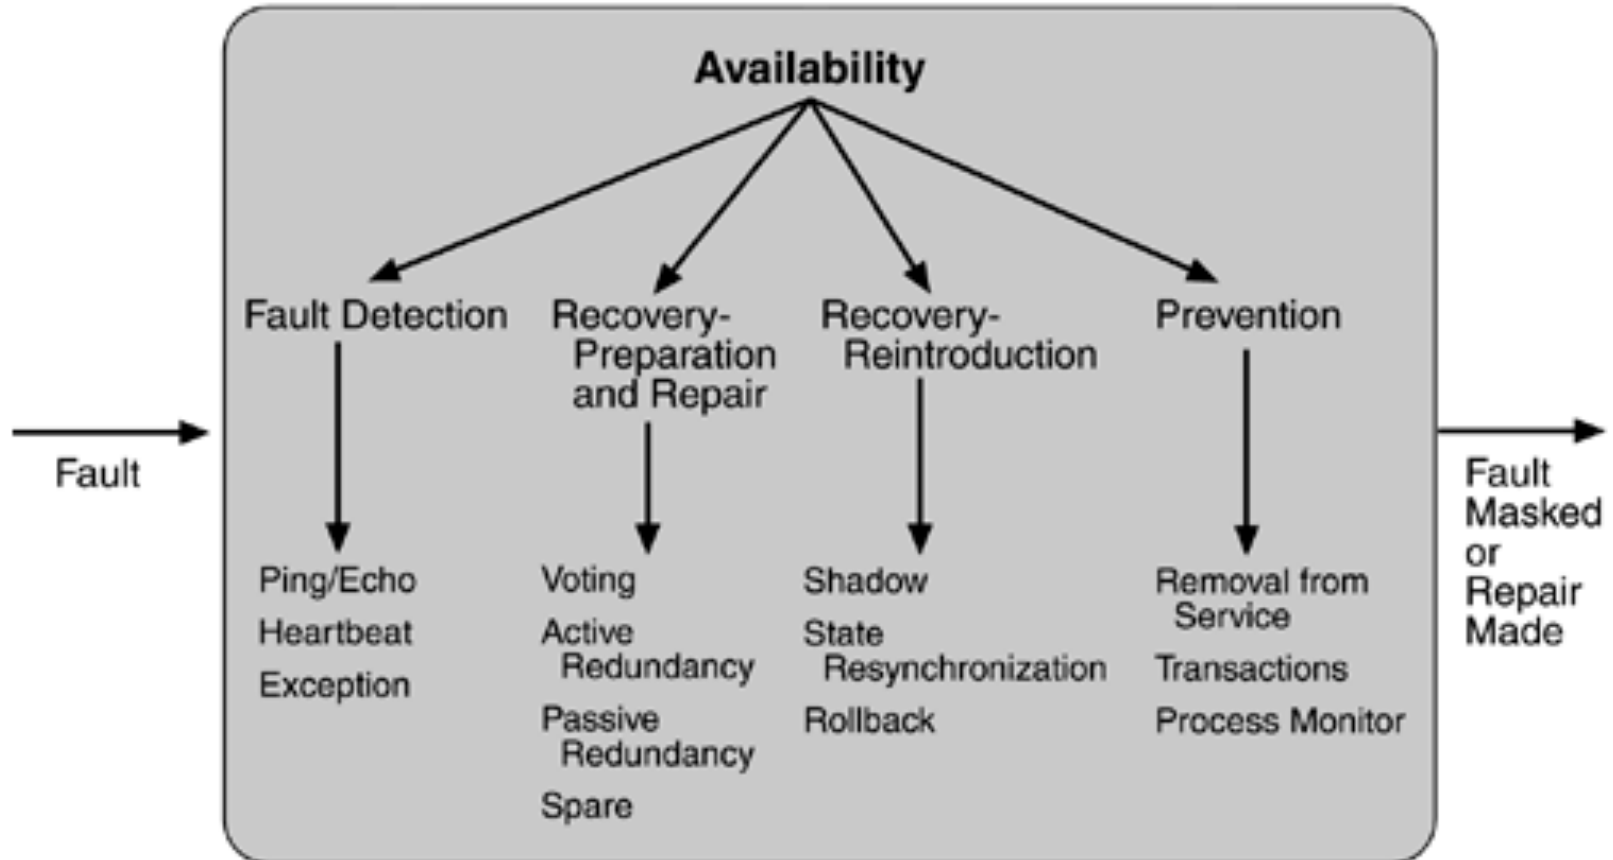 Availability
Fault Detection
Recovery-
Preparation
and Repair
Recovery-
Reintroduction
Prevention
Fault
Fault
Masked
or
Repair
Made
Ping/Echo
Heartbeat
Exception
Voting
Active
Redundancy
Passive
Redundancy
Spare
Shadow
State
Resynchronization
Rollback
Removal from
Service
Transactions
Process Monitor